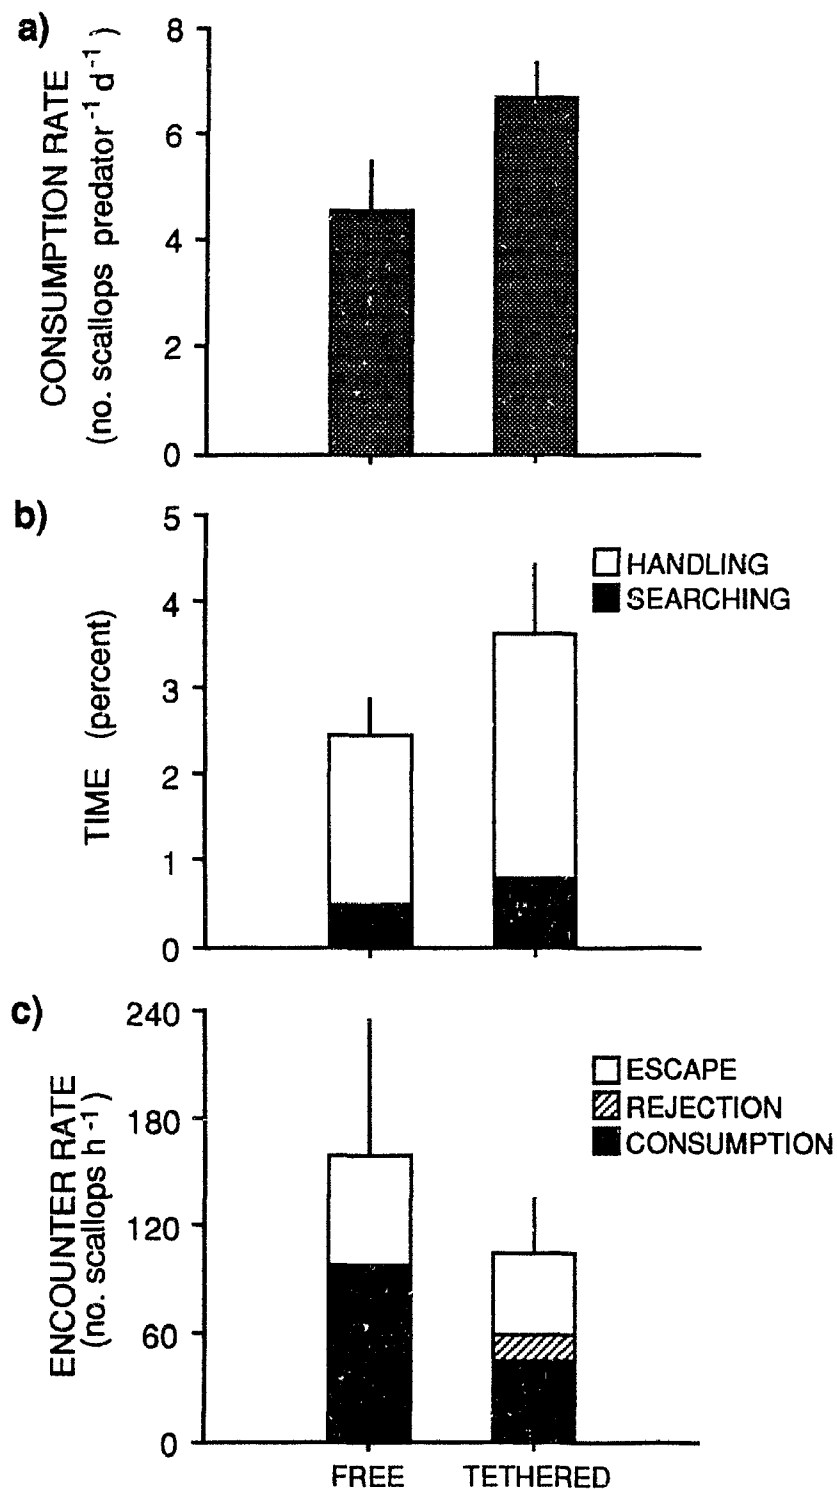 a)
CONSUMPTION RATE
(no. scallops predator⁻¹ d⁻¹)
8
6
4
2
0
b)
TIME (percent)
5
4
3
2
1
0
HANDLING
SEARCHING
c)
ENCOUNTER RATE
(no. scallops h⁻¹)
240
180
120
60
0
ESCAPE
REJECTION
CONSUMPTION
FREE TETHERED